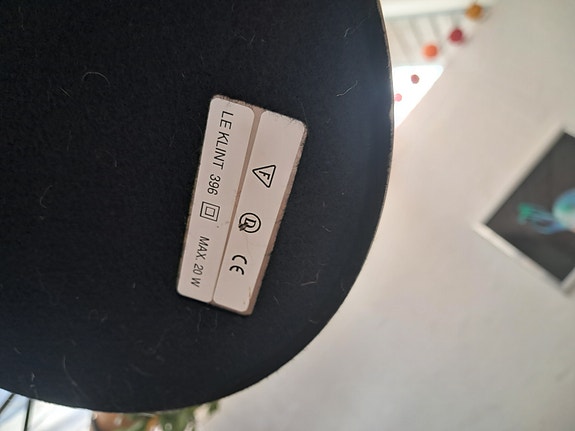 LE KLINT 396 MAX. 20 W
F D CE